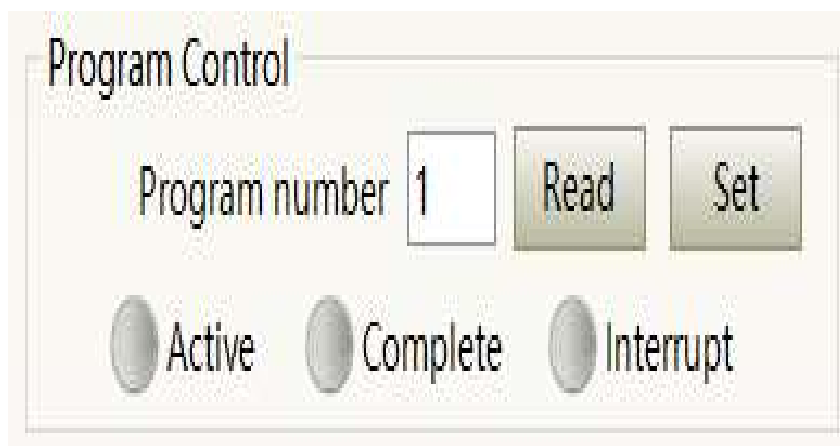 Program Control
Program number 1 Read Set
Active Complete Interrupt